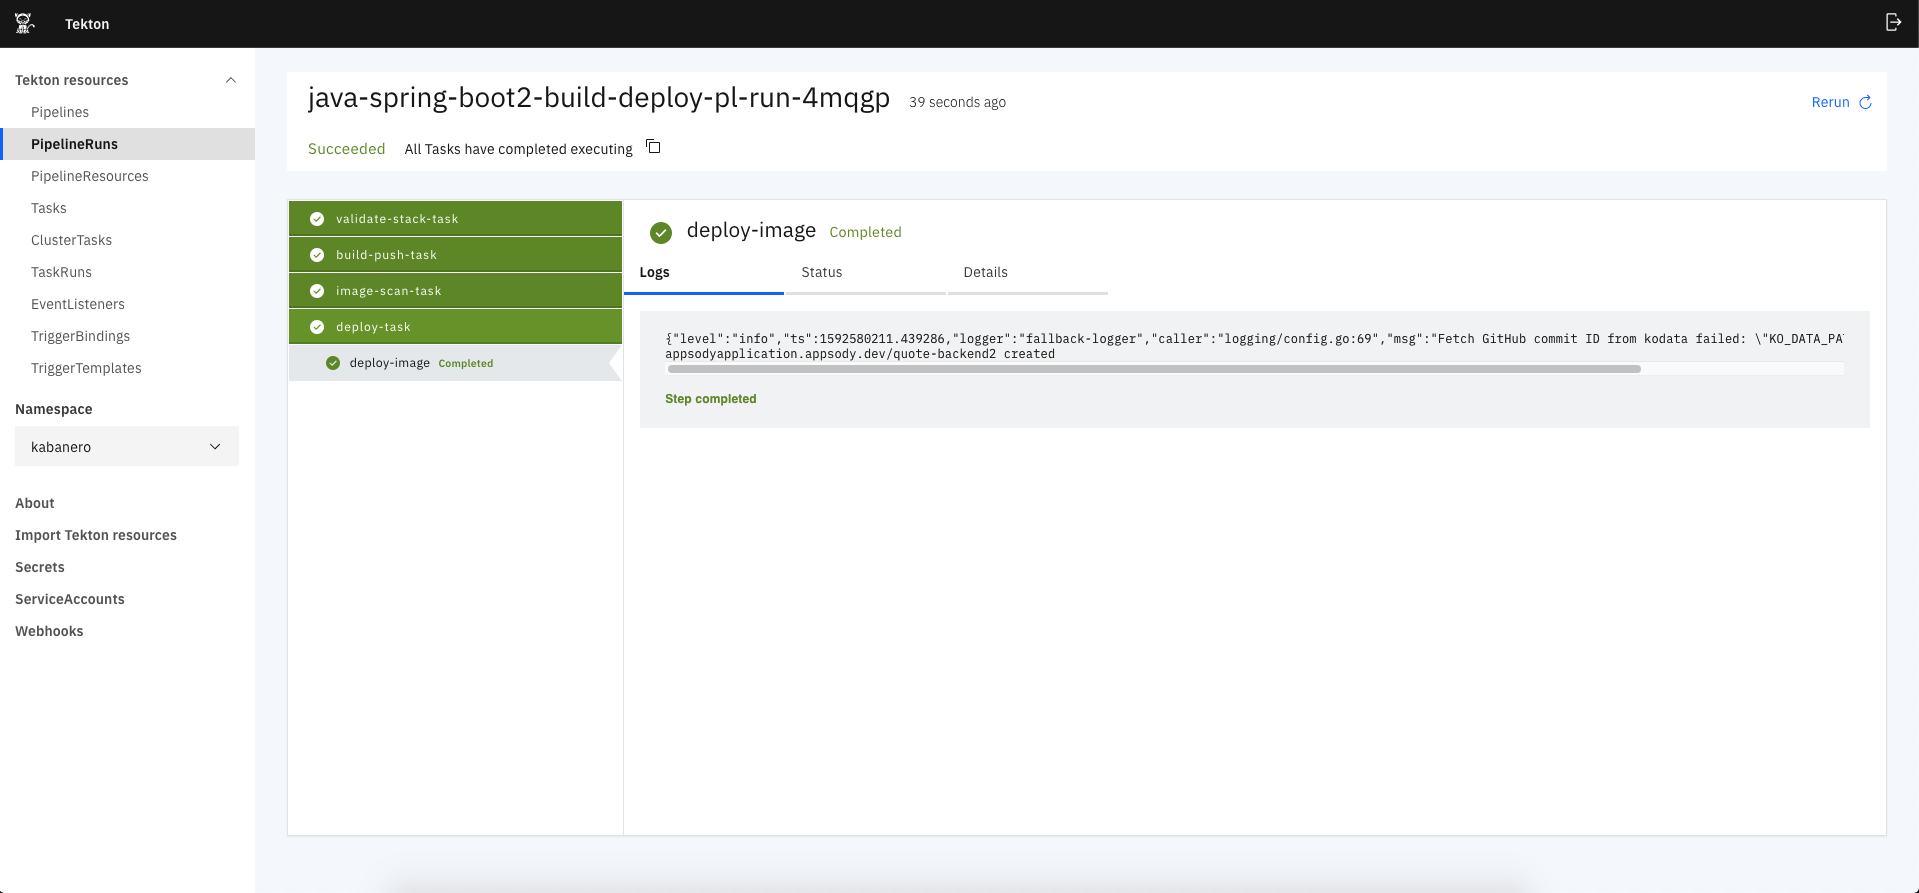 Tekton
Tekton resources
Pipelines
PipelineRuns
PipelineResources
Tasks
ClusterTasks
TaskRuns
EventListeners
TriggerBindings
TriggerTemplates
Namespace
kabanero
About
Import Tekton resources
Secrets
ServiceAccounts
Webhooks
java-spring-boot2-build-deploy-pl-run-4mqgp 39 seconds ago
Rerun
Succeeded All Tasks have completed executing
validate-stack-task
build-push-task
image-scan-task
deploy-task
deploy-image Completed
deploy-image Completed
Logs Status Details
{"level":"info","ts":1592580211.439286,"logger":"fallback-logger","caller":"logging/config.go:69","msg":"Fetch GitHub commit ID from kodata failed: \"KO_DATA_PA
appsodyapplication.appsody.dev/quote-backend2 created
Step completed